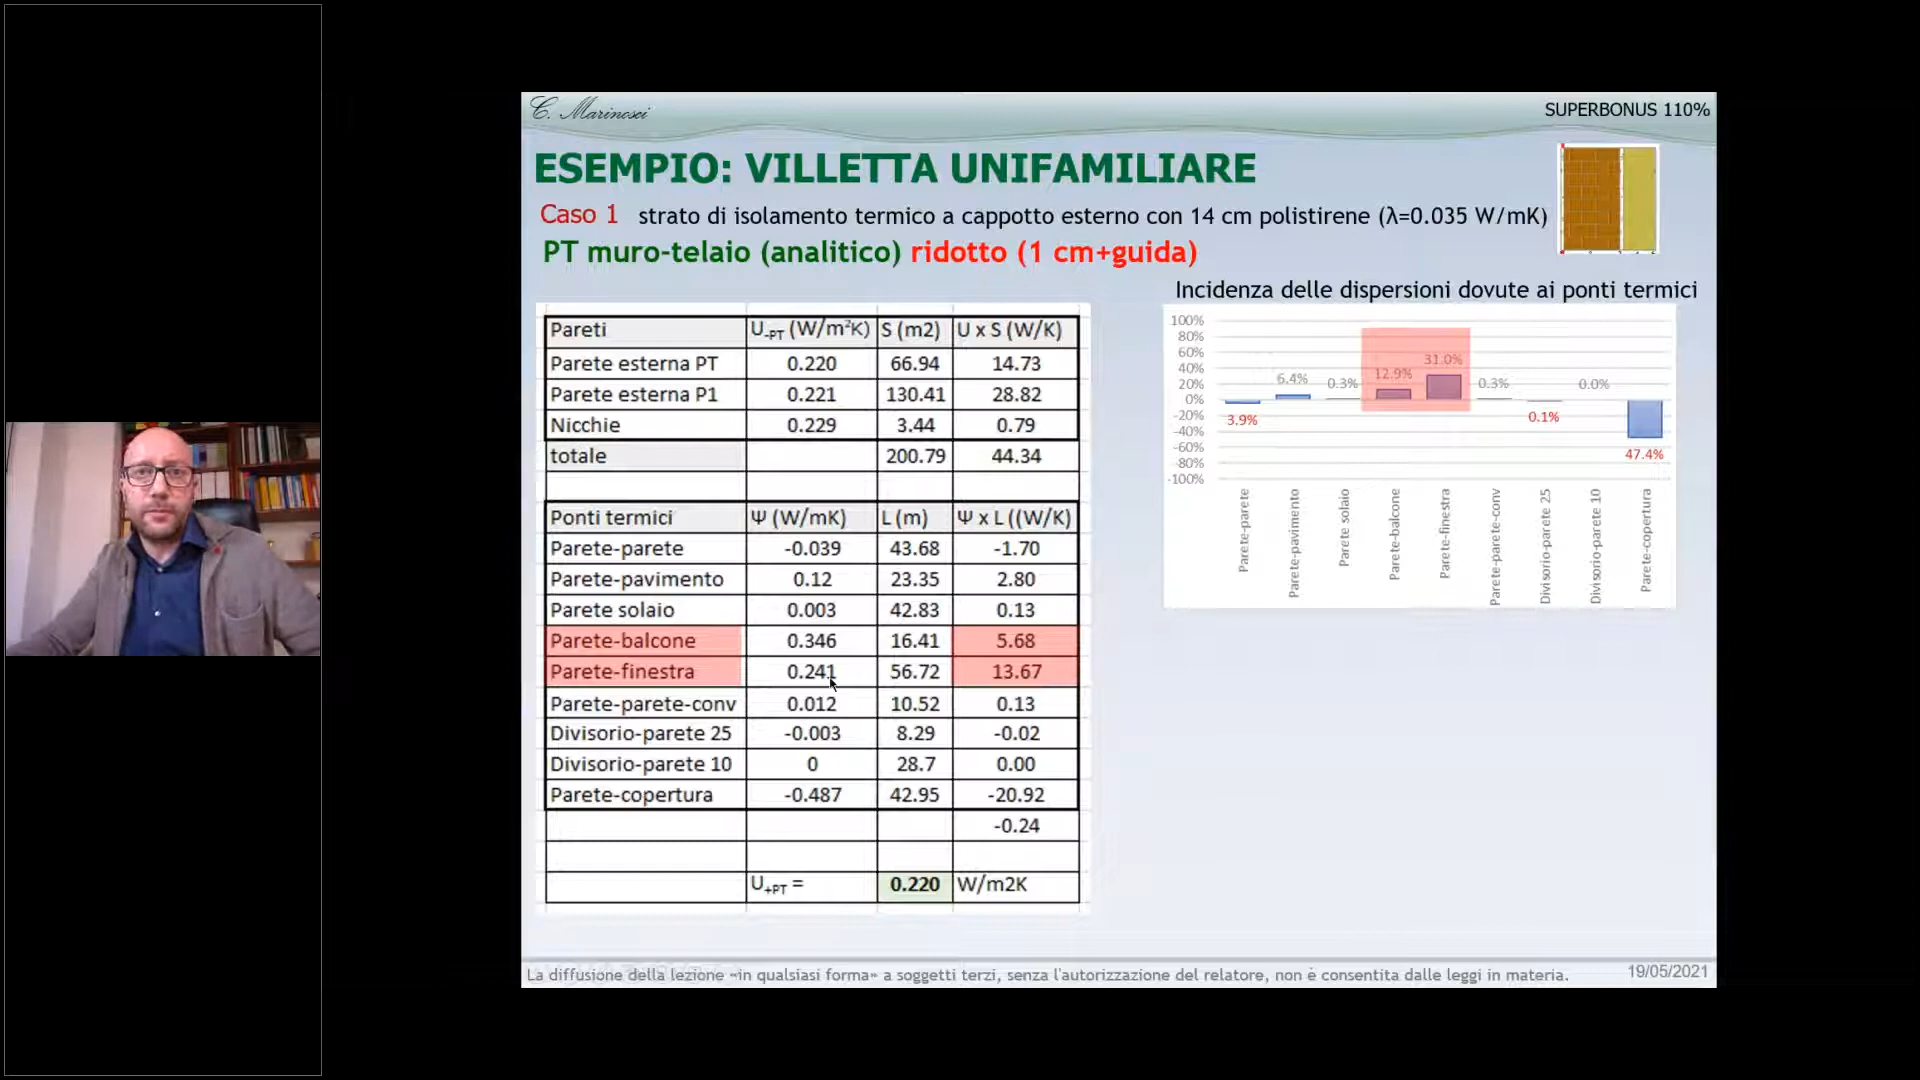 C. Marinosci
SUPERBONUS 110%
ESEMPIO: VILLETTA UNIFAMILIARE
Caso 1 strato di isolamento termico a cappotto esterno con 14 cm polistirene (λ=0.035 W/mK)
PT muro-telaio (analitico) ridotto (1 cm+guida)
Pareti U-PT (W/m²K) S (m2) U x S (W/K)
Parete esterna PT 0.220 66.94 14.73
Parete esterna P1 0.221 130.41 28.82
Nicchie 0.229 3.44 0.79
totale 200.79 44.34
Ponti termici Ψ (W/mK) L (m) Ψ x L ((W/K)
Parete-parete -0.039 43.68 -1.70
Parete-pavimento 0.12 23.35 2.80
Parete solaio 0.003 42.83 0.13
Parete-balcone 0.346 16.41 5.68
Parete-finestra 0.241 56.72 13.67
Parete-parete-conv 0.012 10.52 0.13
Divisorio-parete 25 -0.003 8.29 -0.02
Divisorio-parete 10 0 28.7 0.00
Parete-copertura -0.487 42.95 -20.92
-0.24
U+PT = 0.220 W/m2K
Incidenza delle dispersioni dovute ai ponti termici
100%
80%
60%
40%
20%
0%
-20%
-40%
-60%
-80%
-100%
3.9%
6.4%
0.3%
12.9%
31.0%
0.3%
0.1%
0.0%
47.4%
Parete-parete
Parete-pavimento
Parete solaio
Parete-balcone
Parete-finestra
Parete-parete-conv
Divisorio-parete 25
Divisorio-parete 10
Parete-copertura
La diffusione della lezione «in qualsiasi forma» a soggetti terzi, senza l'autorizzazione del relatore, non è consentita dalle leggi in materia.
19/05/2021